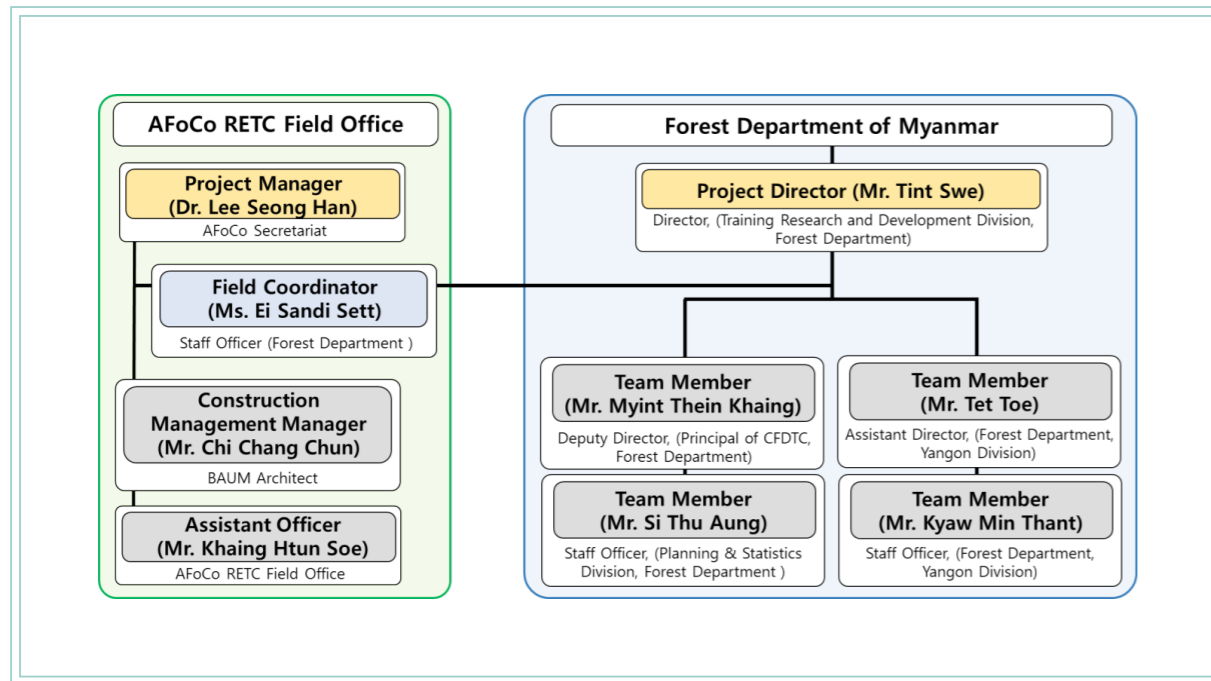 AFoCo RETC Field Office
Project Manager
(Dr. Lee Seong Han)
AFoCo Secretariat
Field Coordinator
(Ms. Ei Sandi Sett)
Staff Officer (Forest Department )
Construction
Management Manager
(Mr. Chi Chang Chun)
BAUM Architect
Assistant Officer
(Mr. Khaing Htun Soe)
AFoCo RETC Field Office
Forest Department of Myanmar
Project Director (Mr. Tint Swe)
Director, (Training Research and Development Division,
Forest Department)
Team Member
(Mr. Myint Thein Khaing)
Deputy Director, (Principal of CFDTC,
Forest Department)
Team Member
(Mr. Tet Toe)
Assistant Director, (Forest Department,
Yangon Division)
Team Member
(Mr. Si Thu Aung)
Staff Officer, (Planning & Statistics
Division, Forest Department )
Team Member
(Mr. Kyaw Min Thant)
Staff Officer, (Forest Department,
Yangon Division)